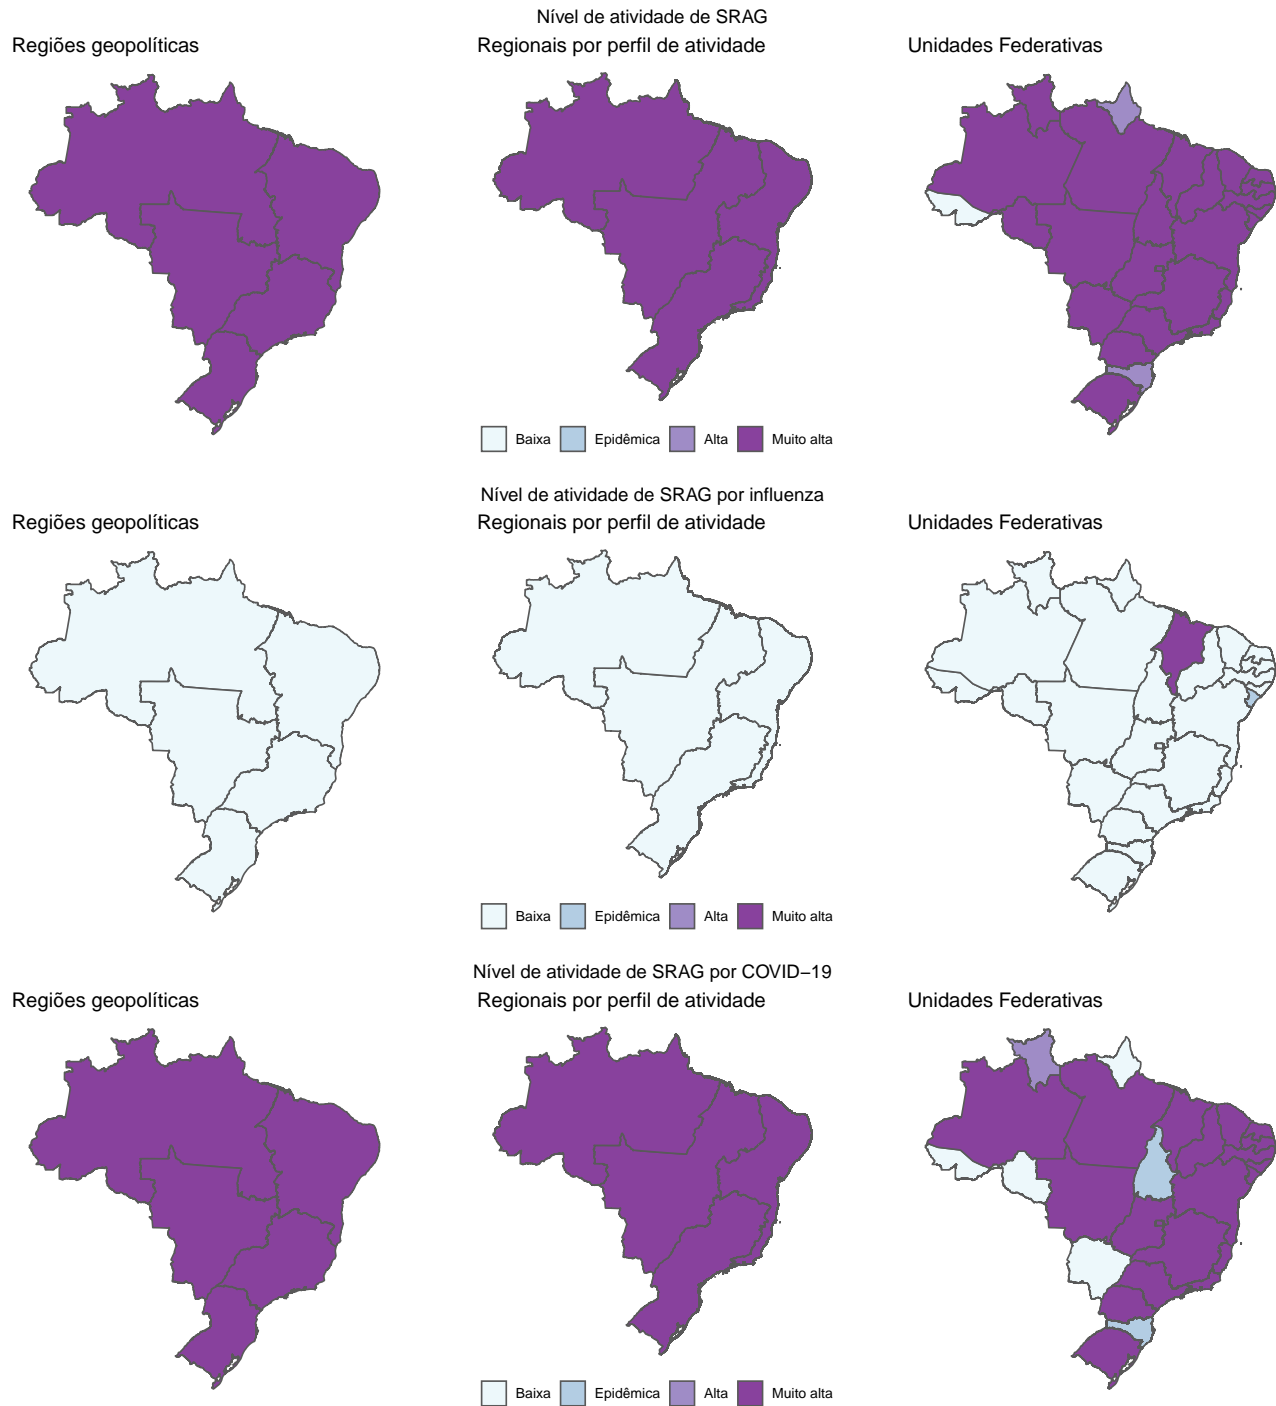 Nível de atividade de SRAG
Regiões geopolíticas
Regionais por perfil de atividade
Unidades Federativas
Baixa
Epidêmica
Alta
Muito alta
Nível de atividade de SRAG por influenza
Regiões geopolíticas
Regionais por perfil de atividade
Unidades Federativas
Baixa
Epidêmica
Alta
Muito alta
Nível de atividade de SRAG por COVID−19
Regiões geopolíticas
Regionais por perfil de atividade
Unidades Federativas
Baixa
Epidêmica
Alta
Muito alta